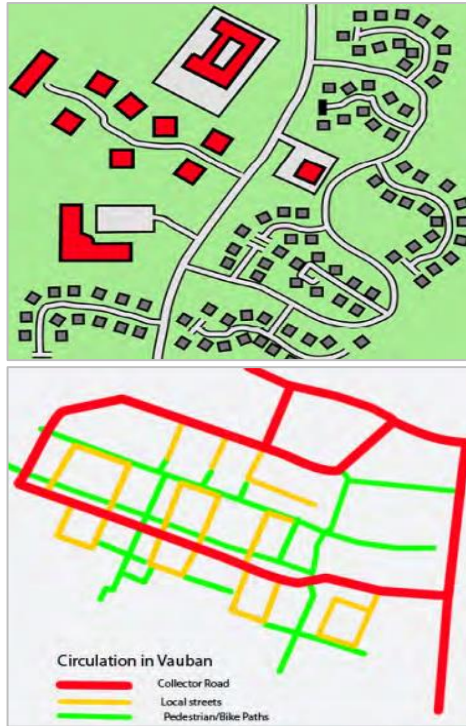 Circulation in Vauban
Collector Road
Local streets
Pedestrian/Bike Paths